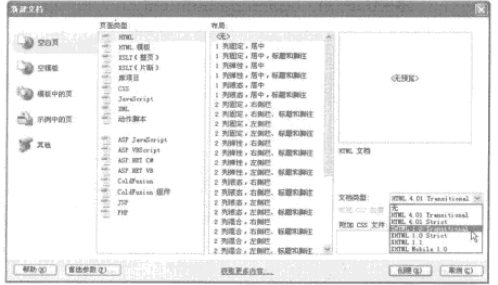 新建文档
页面类型:
布局:
空白页
空模板
模板中的页
示例中的页
其他
HTML
HTML 模板
XSLT (整页)
XSLT (片断)
库项目
CSS
JavaScript
XML
动作脚本
ASP JavaScript
ASP VBScript
ASP.NET C#
ASP.NET VB
ColdFusion
ColdFusion 组件
JSP
PHP
<无>
1 列固定,居中
1 列固定,居中,标题和脚注
1 列弹性,居中
1 列弹性,居中,标题和脚注
1 列液态,居中
1 列液态,居中,标题和脚注
2 列固定,右侧栏
2 列固定,右侧栏、标题和脚注
2 列固定,左侧栏
2 列固定,左侧栏、标题和脚注
2 列弹性,右侧栏
2 列弹性,右侧栏、标题和脚注
2 列弹性,左侧栏
2 列弹性,左侧栏、标题和脚注
2 列液态,右侧栏
2 列液态,右侧栏、标题和脚注
2 列液态,左侧栏
2 列液态,左侧栏、标题和脚注
2 列混合,右侧栏
2 列混合,右侧栏、标题和脚注
2 列混合,左侧栏
2 列混合,左侧栏、标题和脚注
<无预览>
HTML 文档
文档类型:
HTML 4.01 Transitional
无
HTML 4.01 Transitional
HTML 4.01 Strict
XHTML 1.0 Transitional
XHTML 1.0 Strict
XHTML 1.1
XHTML Mobile 1.0
附加 CSS 文件
帮助(H)
首选参数(P)...
获取更多内容...
创建(R)
取消(C)